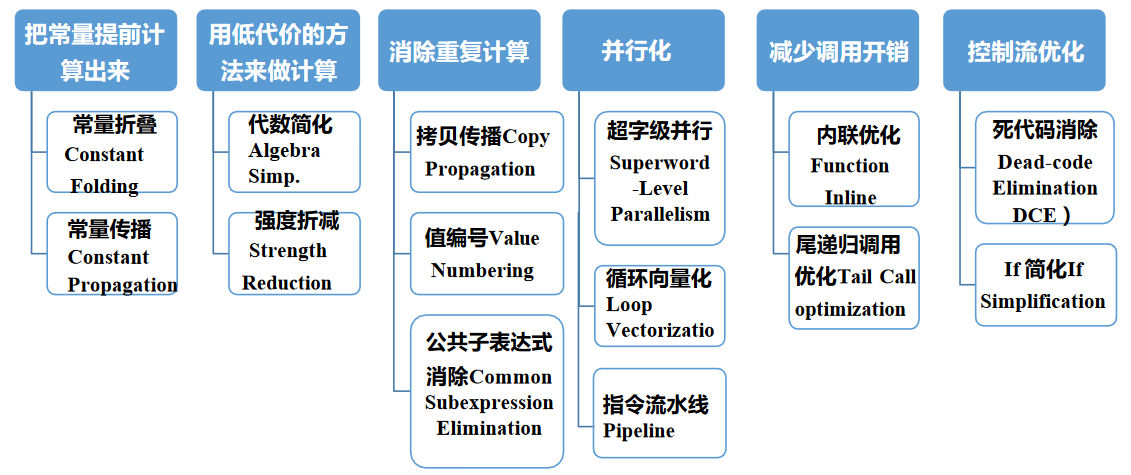 把常量提前计
算出来
常量折叠
Constant
Folding
常量传播
Constant
Propagation
用低代价的方
法来做计算
代数简化
Algebra
Simp.
强度折减
Strength
Reduction
消除重复计算
拷贝传播Copy
Propagation
值编号Value
Numbering
公共子表达式
消除Common
Subexpression
Elimination
并行化
超字级并行
Superword
-Level
Parallelism
循环向量化
Loop
Vectorizatio
指令流水线
Pipeline
减少调用开销
内联优化
Function
Inline
尾递归调用
优化Tail Call
optimization
控制流优化
死代码消除
Dead-code
Elimination
DCE）
If 简化If
Simplification